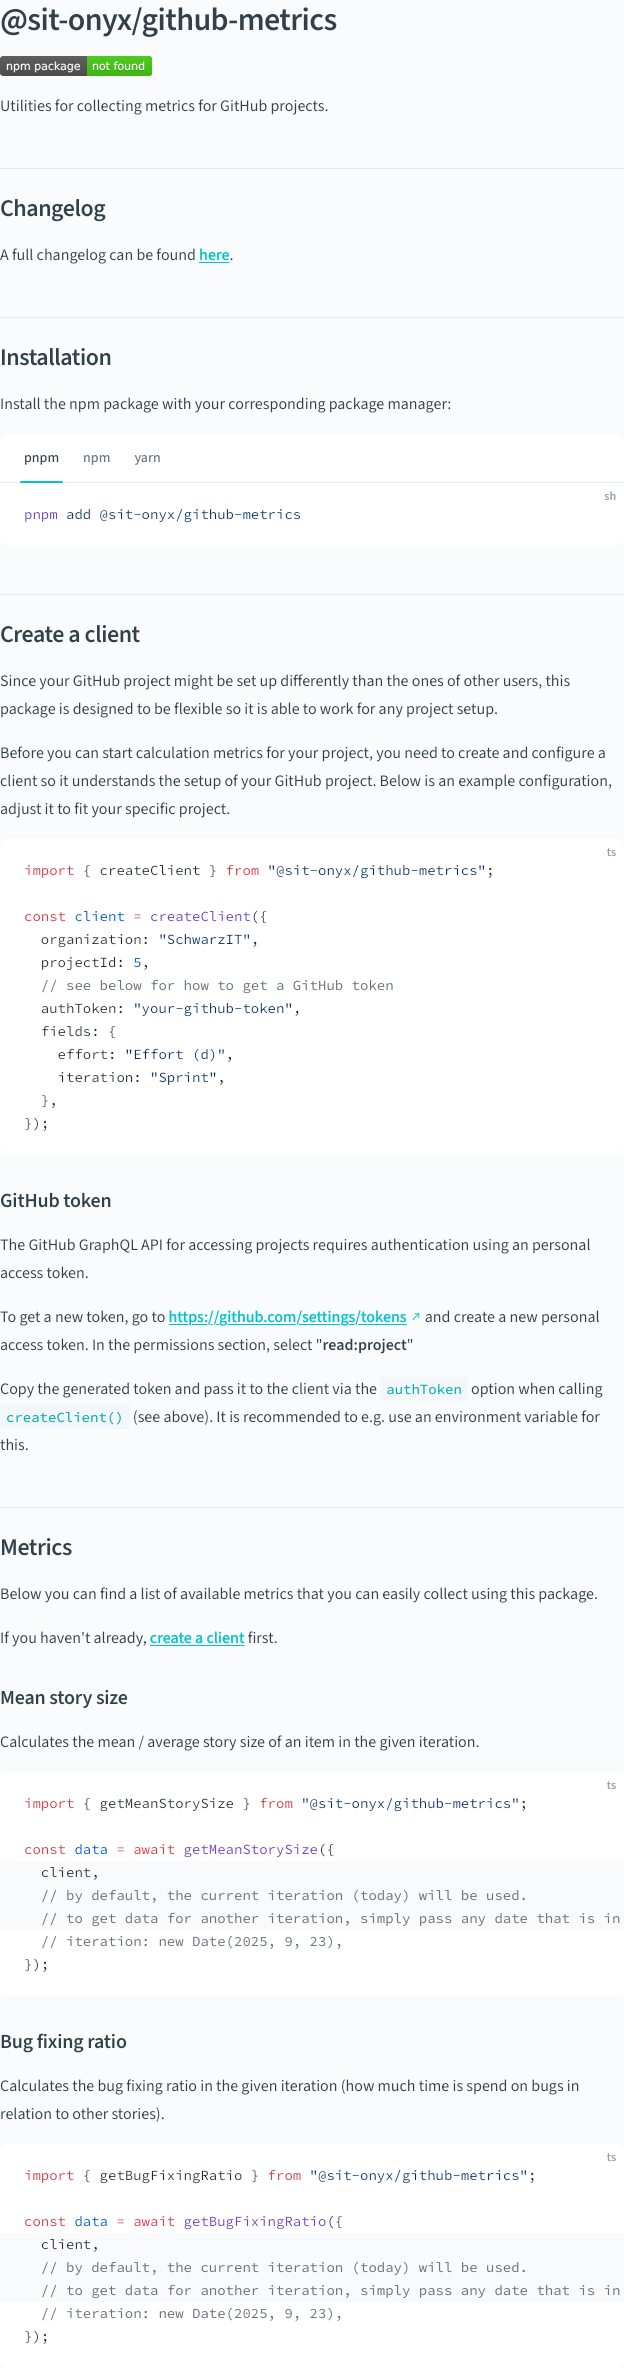 @sit-onyx/github-metrics
npm package not found
Utilities for collecting metrics for GitHub projects.
Changelog
A full changelog can be found here.
Installation
Install the npm package with your corresponding package manager:
pnpm npm yarn
sh
pnpm add @sit-onyx/github-metrics
Create a client
Since your GitHub project might be set up differently than the ones of other users, this
package is designed to be flexible so it is able to work for any project setup.
Before you can start calculation metrics for your project, you need to create and configure a
client so it understands the setup of your GitHub project. Below is an example configuration,
adjust it to fit your specific project.
ts
import { createClient } from "@sit-onyx/github-metrics";
const client = createClient({
  organization: "SchwarzIT",
  projectId: 5,
  // see below for how to get a GitHub token
  authToken: "your-github-token",
  fields: {
    effort: "Effort (d)",
    iteration: "Sprint",
  },
});
GitHub token
The GitHub GraphQL API for accessing projects requires authentication using an personal
access token.
To get a new token, go to https://github.com/settings/tokens ↗ and create a new personal
access token. In the permissions section, select "read:project"
Copy the generated token and pass it to the client via the authToken option when calling
createClient() (see above). It is recommended to e.g. use an environment variable for
this.
Metrics
Below you can find a list of available metrics that you can easily collect using this package.
If you haven't already, create a client first.
Mean story size
Calculates the mean / average story size of an item in the given iteration.
ts
import { getMeanStorySize } from "@sit-onyx/github-metrics";
const data = await getMeanStorySize({
  client,
  // by default, the current iteration (today) will be used.
  // to get data for another iteration, simply pass any date that is in
  // iteration: new Date(2025, 9, 23),
});
Bug fixing ratio
Calculates the bug fixing ratio in the given iteration (how much time is spend on bugs in
relation to other stories).
ts
import { getBugFixingRatio } from "@sit-onyx/github-metrics";
const data = await getBugFixingRatio({
  client,
  // by default, the current iteration (today) will be used.
  // to get data for another iteration, simply pass any date that is in
  // iteration: new Date(2025, 9, 23),
});